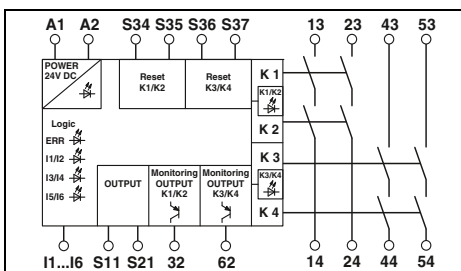 A1 A2 S34 S35 S36 S37 13 23 43 53
POWER
24V DC
Reset
K1/K2
Reset
K3/K4
K 1
K1/K2
K 2
Logic
ERR
I1/I2
I3/I4
I5/I6
K 3
K3/K4
K 4
OUTPUT
Monitoring
OUTPUT
K1/K2
Monitoring
OUTPUT
K3/K4
I1...I6 S11 S21 32 62 14 24 44 54